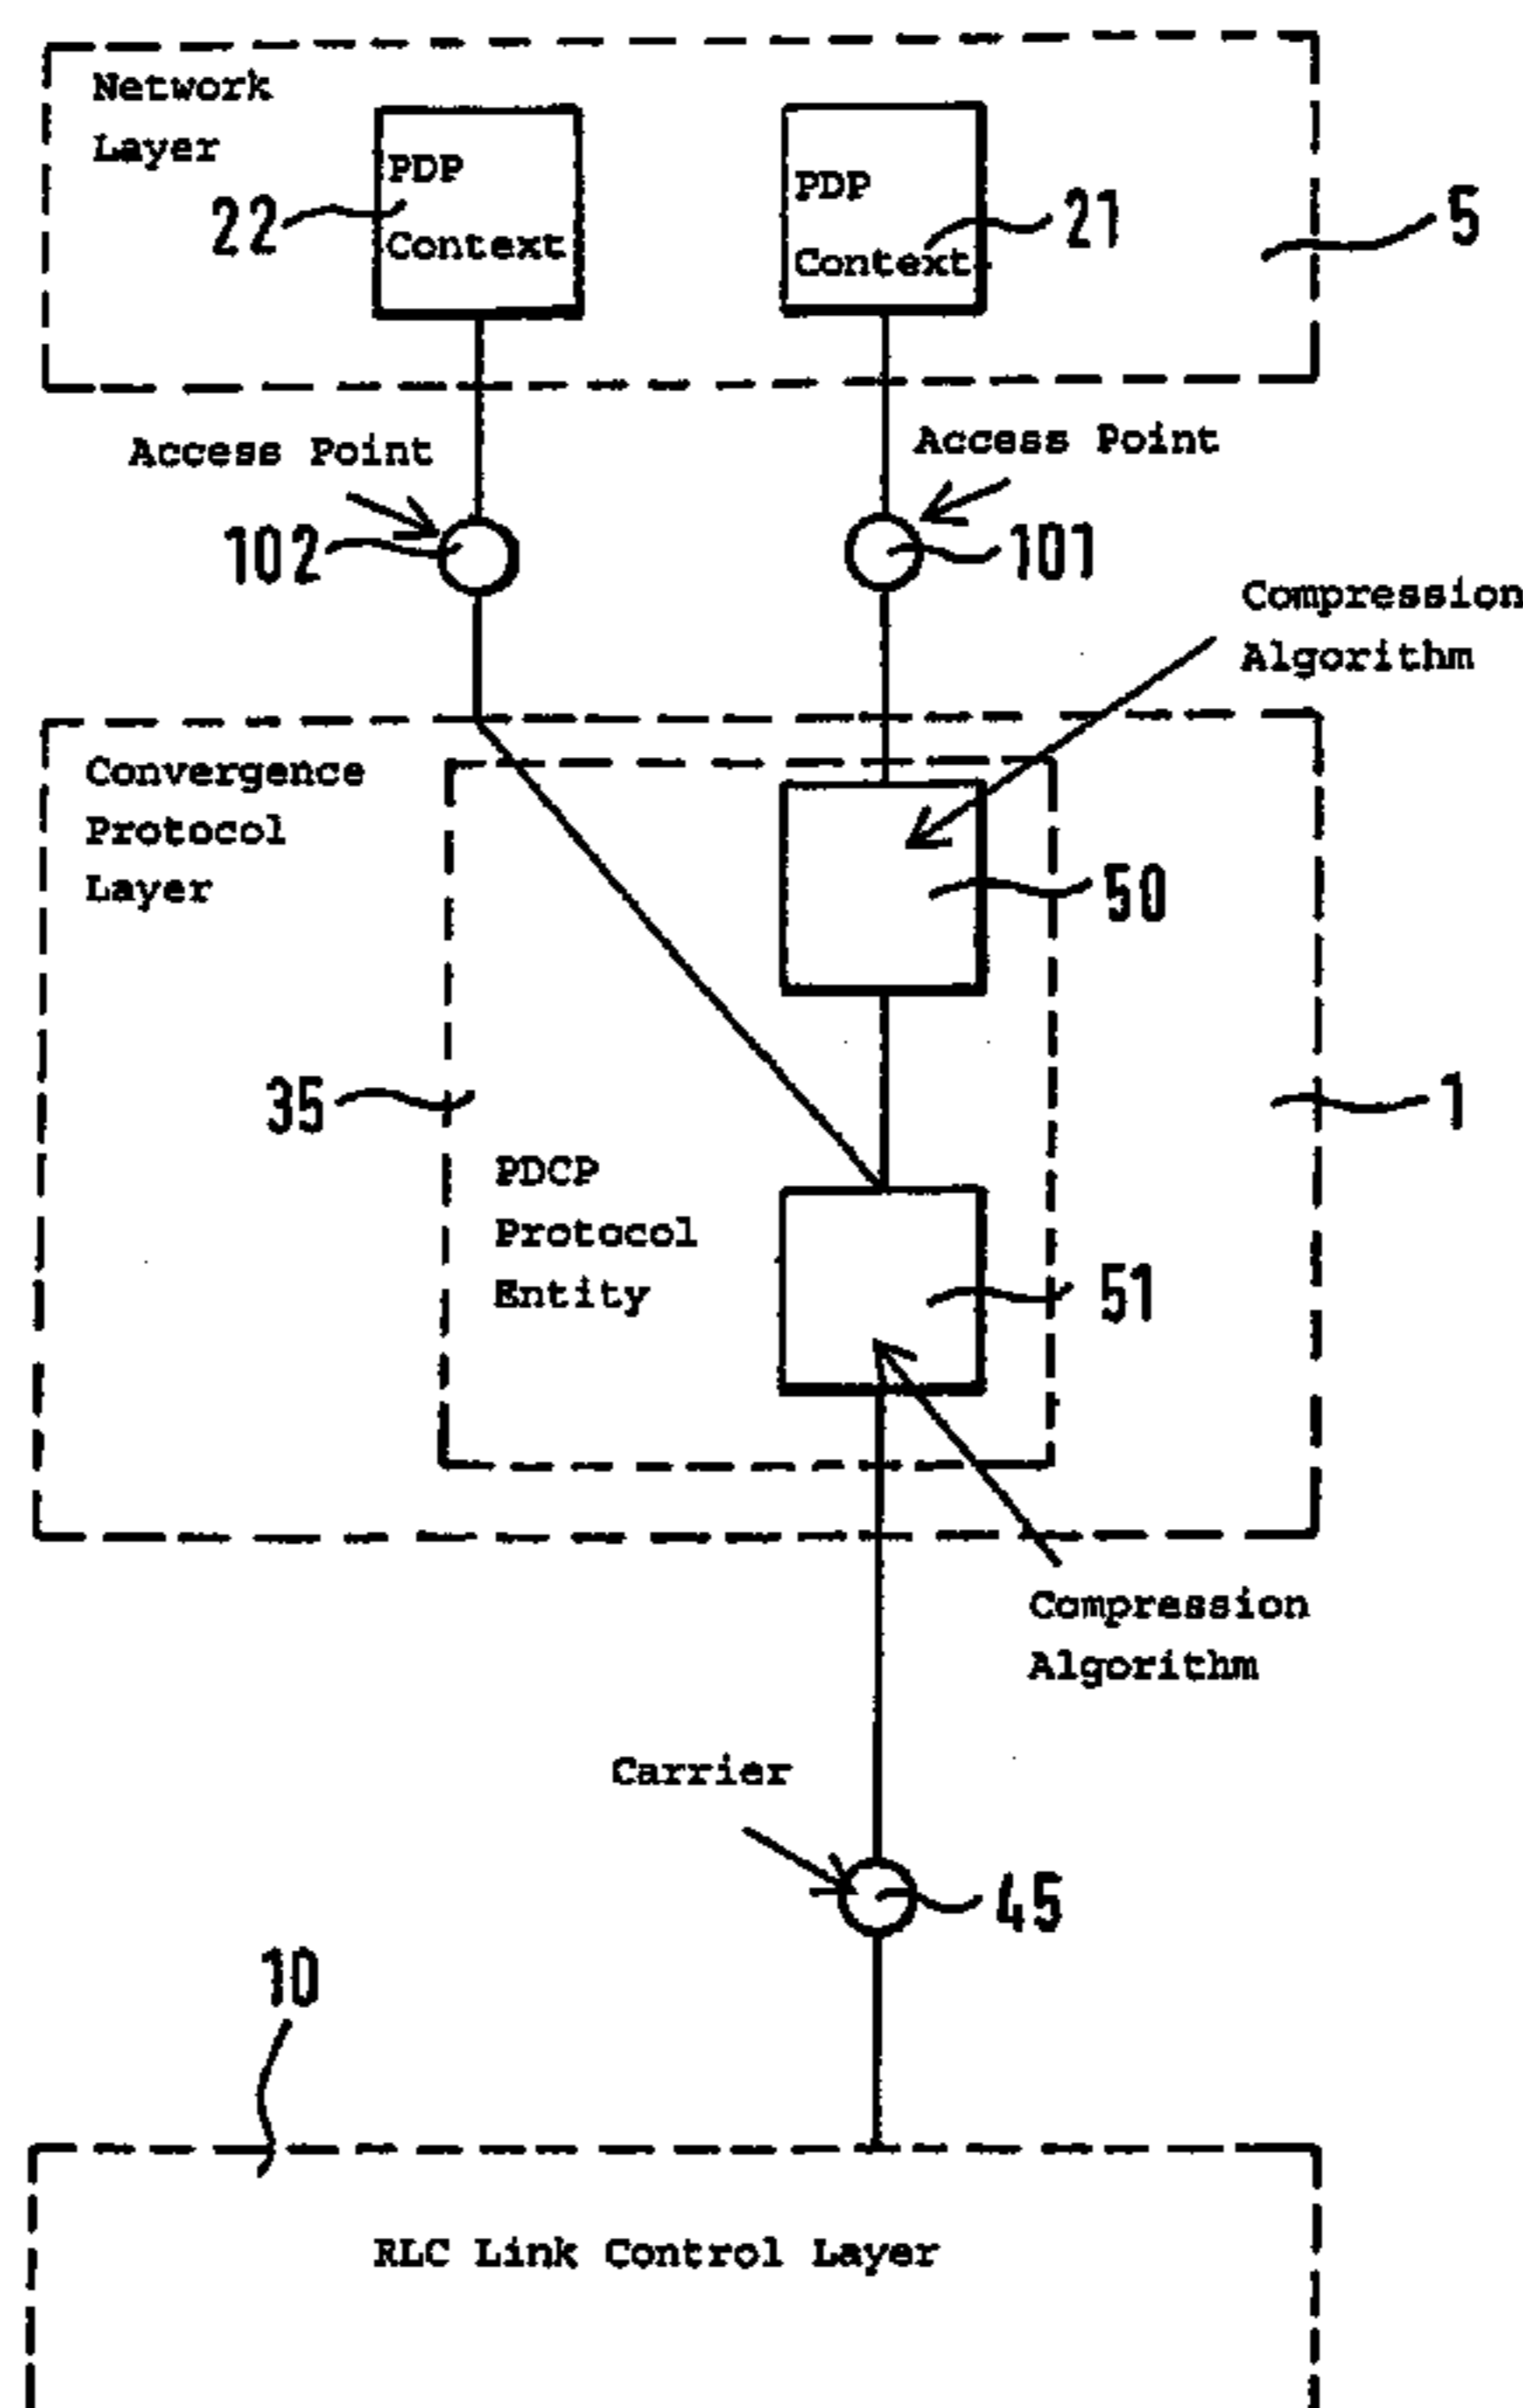 Network
Layer
PDP
Context
22
PDP
Context
21
5
Access Point
Access Point
102
101
Compression
Algorithm
Convergence
Protocol
Layer
50
35
1
PDCP
Protocol
Entity
51
Compression
Algorithm
Carrier
45
10
RLC Link Control Layer